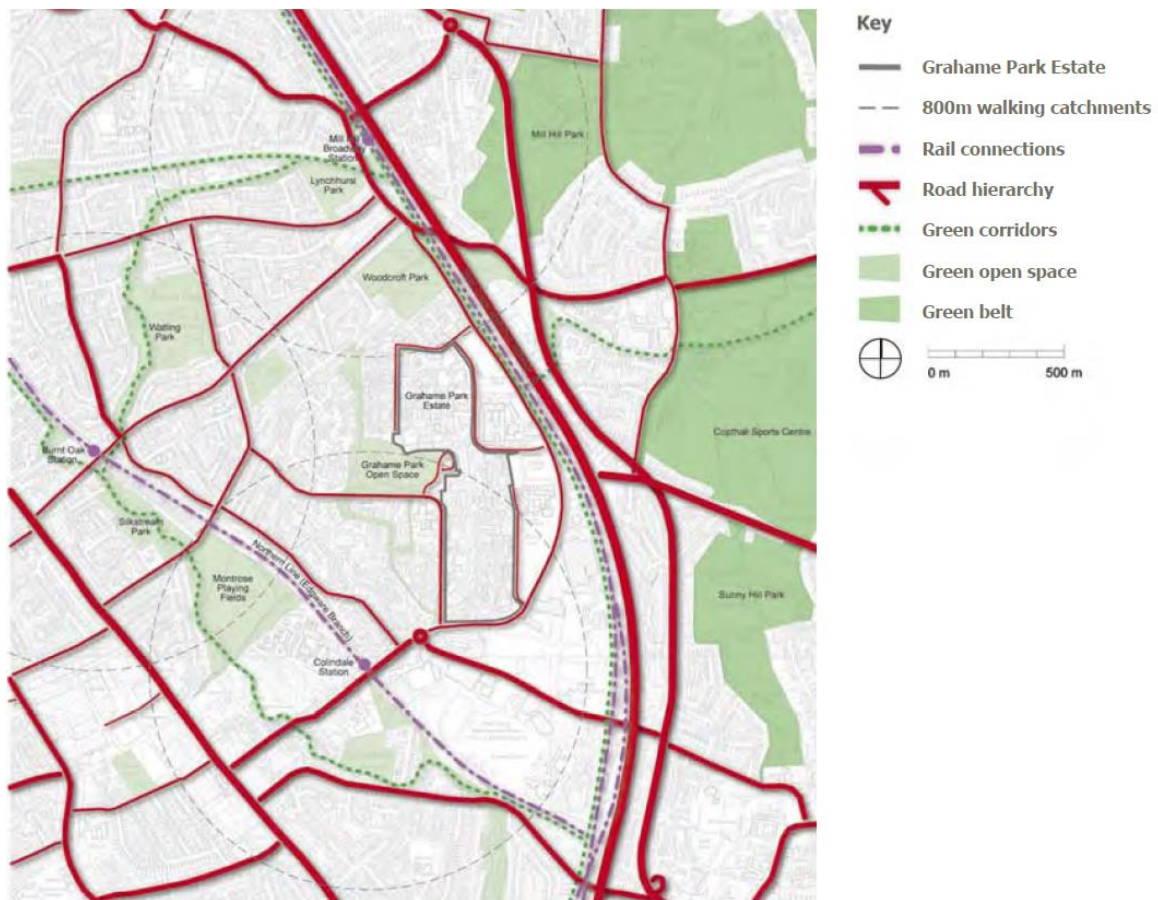 Key
Grahame Park Estate
800m walking catchments
Rail connections
Road hierarchy
Green corridors
Green open space
Green belt
0 m
500 m
Mill Hill Park
Mill Hill
Broadway
Station
Lynchhurst
Park
Woodcroft Park
Watling
Park
Grahame Park
Estate
Copthall Sports Centre
Burnt Oak
Station
Grahame Park
Open Space
Silkstream
Park
Northern Line (Edgware Branch)
Montrose
Playing
Fields
Sunny Hill Park
Colindale
Station